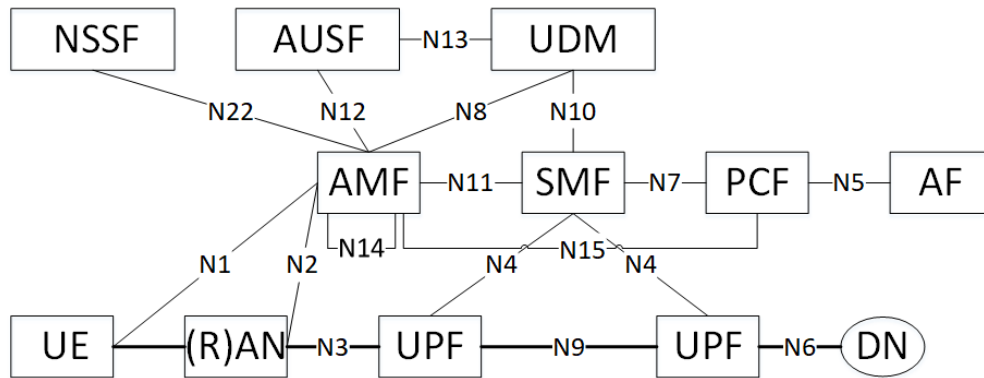 NSSF
AUSF
N13
UDM
N22
N12
N8
N10
AMF
N11
SMF
N7
PCF
N5
AF
N14
N15
N1
N2
N4
N4
UE
(R)AN
N3
UPF
N9
UPF
N6
DN